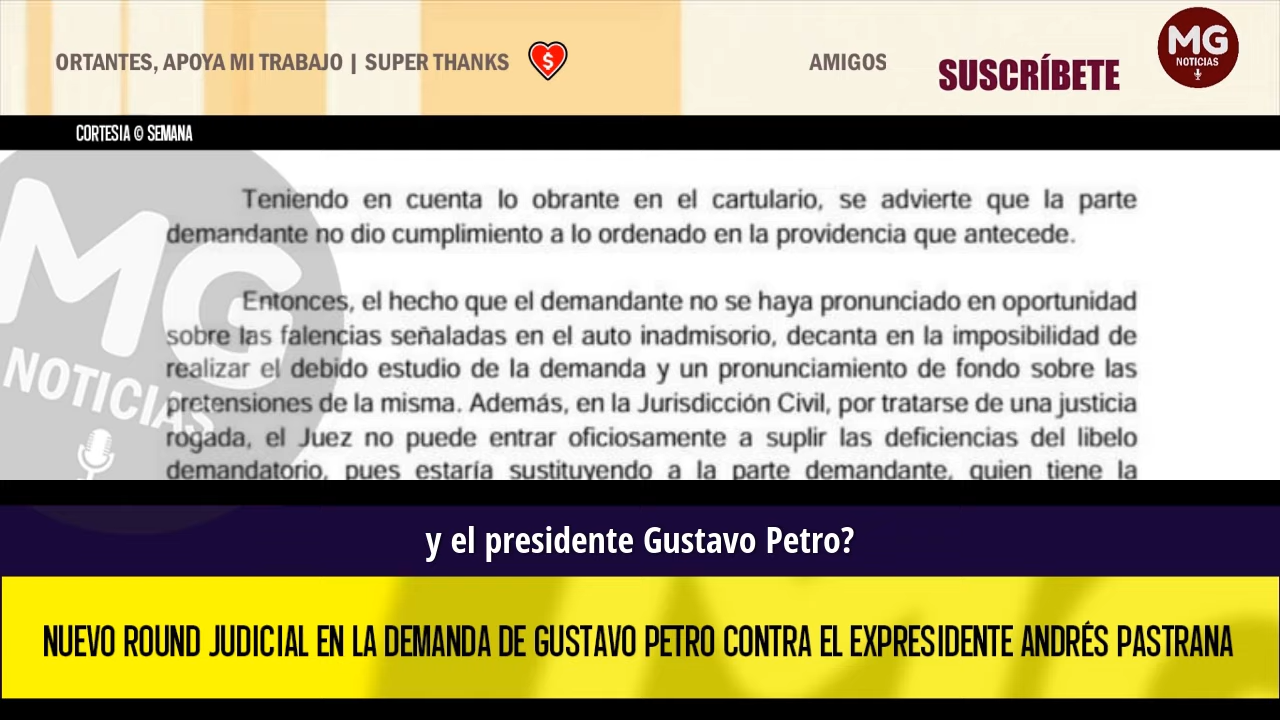 ORTANTES, APOYA MI TRABAJO | SUPER THANKS
$
AMIGOS
SUSCRÍBETE
MG
NOTICIAS
CORTESIA © SEMANA
Teniendo en cuenta lo obrante en el cartulario, se advierte que la parte
demandante no dio cumplimiento a lo ordenado en la providencia que antecede.
Entonces, el hecho que el demandante no se haya pronunciado en oportunidad
sobre las falencias señaladas en el auto inadmisorio, decanta en la imposibilidad de
realizar el debido estudio de la demanda y un pronunciamiento de fondo sobre las
pretensiones de la misma. Además, en la Jurisdicción Civil, por tratarse de una justicia
rogada, el Juez no puede entrar oficiosamente a suplir las deficiencias del libelo
demandatorio, pues estaría sustituyendo a la parte demandante, quien tiene la
MG
NOTICIAS
y el presidente Gustavo Petro?
NUEVO ROUND JUDICIAL EN LA DEMANDA DE GUSTAVO PETRO CONTRA EL EXPRESIDENTE ANDRÉS PASTRANA